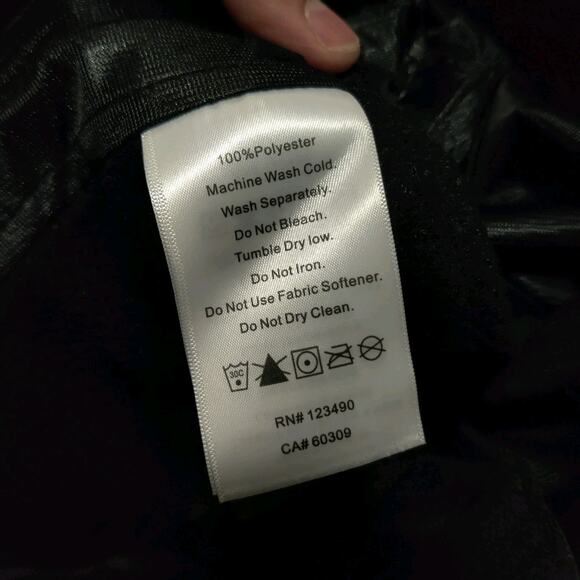 100%Polyester
Machine Wash Cold.
Wash Separately.
Do Not Bleach.
Tumble Dry low.
Do Not Iron.
Do Not Use Fabric Softener.
Do Not Dry Clean.
30C
RN# 123490
CA# 60309